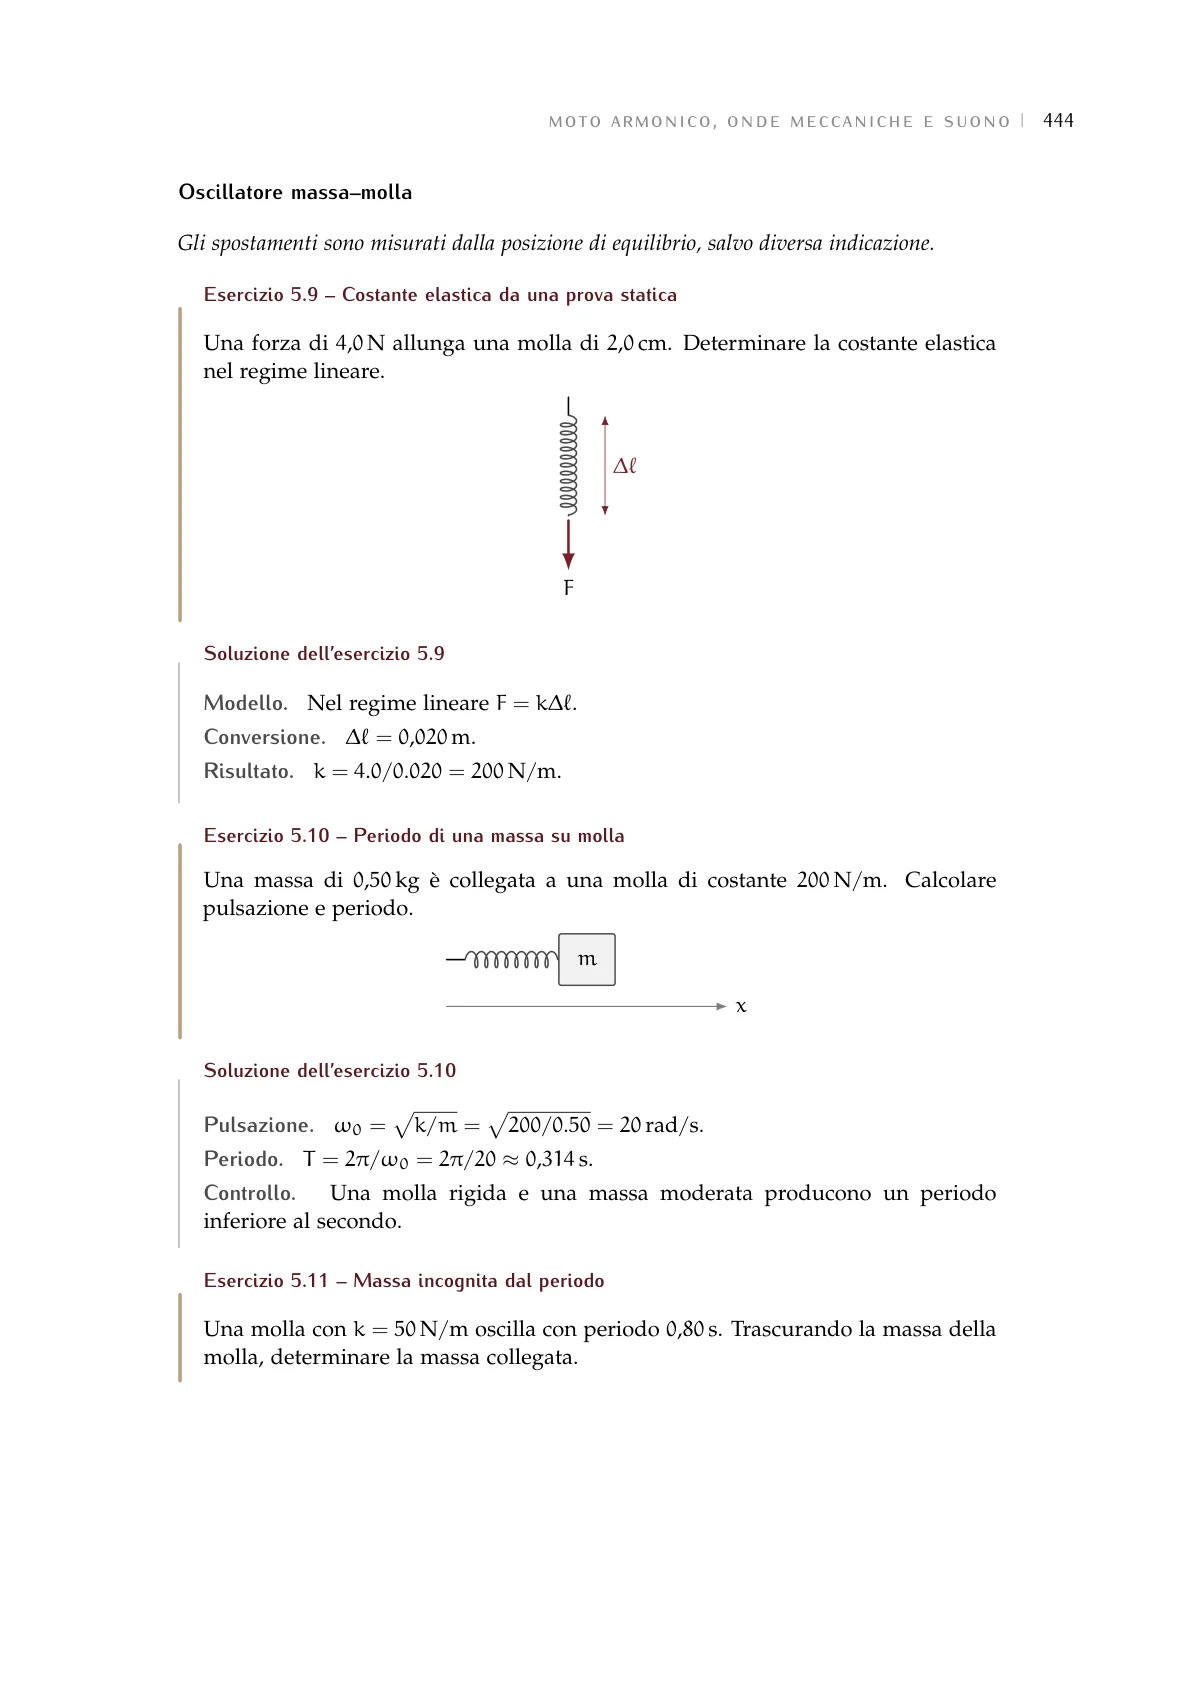 MOTO ARMONICO, ONDE MECCANICHE E SUONO | 444
Oscillatore massa–molla
Gli spostamenti sono misurati dalla posizione di equilibrio, salvo diversa indicazione.
Esercizio 5.9 – Costante elastica da una prova statica
Una forza di 4,0 N allunga una molla di 2,0 cm. Determinare la costante elastica
nel regime lineare.
Δℓ
F
Soluzione dell'esercizio 5.9
Modello. Nel regime lineare F = kΔℓ.
Conversione. Δℓ = 0,020 m.
Risultato. k = 4.0/0.020 = 200 N/m.
Esercizio 5.10 – Periodo di una massa su molla
Una massa di 0,50 kg è collegata a una molla di costante 200 N/m. Calcolare
pulsazione e periodo.
m
x
Soluzione dell'esercizio 5.10
Pulsazione. ω₀ = √k/m = √200/0.50 = 20 rad/s.
Periodo. T = 2π/ω₀ = 2π/20 ≈ 0,314 s.
Controllo. Una molla rigida e una massa moderata producono un periodo
inferiore al secondo.
Esercizio 5.11 – Massa incognita dal periodo
Una molla con k = 50 N/m oscilla con periodo 0,80 s. Trascurando la massa della
molla, determinare la massa collegata.